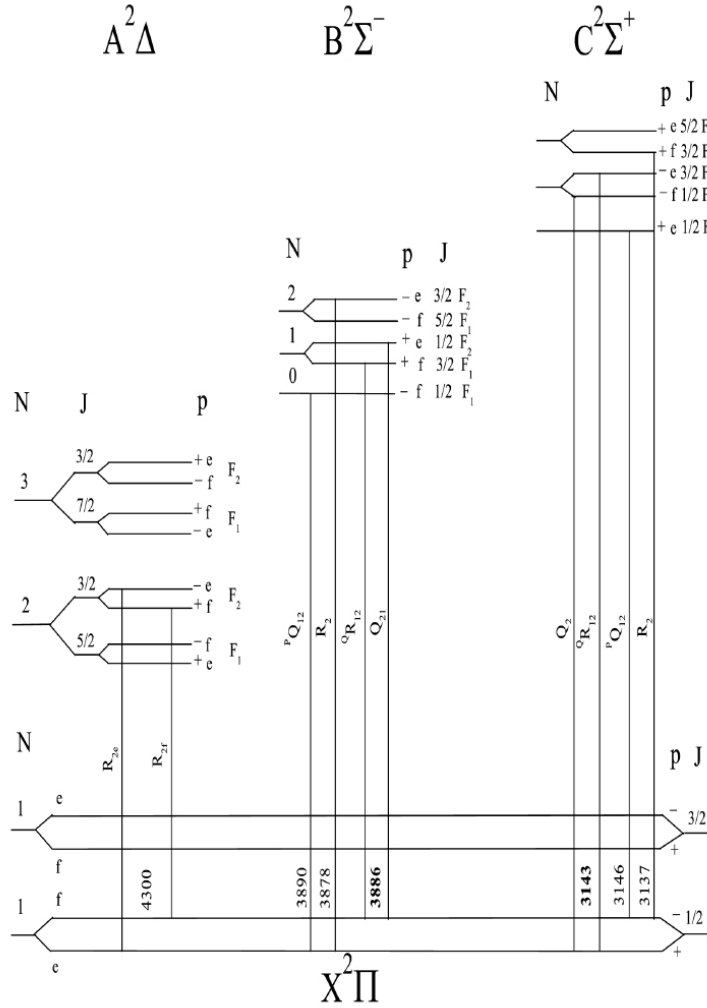 A²Δ B²Σ⁻ C²Σ⁺
N p J
+ e 5/2 F
+ f 3/2 F
− e 3/2 F
− f 1/2 F
+ e 1/2 F
N p J
2 − e 3/2 F₂
− f 5/2 F₁
1 + e 1/2 F₂
+ f 3/2 F₁
0 − f 1/2 F₁
N J p
3 3/2 + e F₂
− f
7/2 + f F₁
− e
2 3/2 − e F₂
+ f
5/2 − f F₁
+ e
R₂e R₂f ᴾQ₁₂ R₂ ᵠR₁₂ Q₂₁ Q₂ ᵠR₁₂ ᴾQ₁₂ R₂
N p J
1 e − 3/2
f +
4300 3890 3878 3886 3143 3146 3137
1 f − 1/2
e +
X²Π